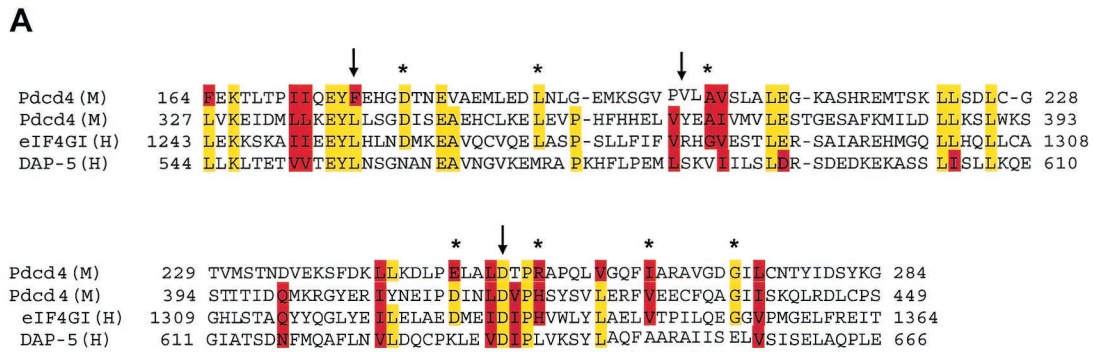 A
↓ * * ↓ *
Pdcd4(M) 164 FEKTLTPIIQEYFEHGDTNEVAEMLEDLNLG-EMKSGVPVLAVSLALEG-KASHREMTSKLLSDLC-G 228
Pdcd4(M) 327 LVKEIDMLLKEYLLSGDISEAEHCLKELEVP-HFHHELVYEAIVMVLESTGESAFKMILDLLKSLWKS 393
eIF4GI(H) 1243 LEKKSKAIIEEYLHLNDMKEAVQCVQELASP-SLLFIFVRHGVESTLER-SAIAREHMGQLLHQLLCA 1308
DAP-5(H) 544 LLKLTETVVTEYLNSGNANEAVNGVKEMRAPKHFLPEMLSKVIILSLDR-SDEDKEKASSLISLLKQE 610
* ↓ * * *
Pdcd4(M) 229 TVMSTNDVEKSFDKLLKDLPELALDTPRAPQLVGQFIARAVGDGILCNTYIDSYKG 284
Pdcd4(M) 394 STITIDQMKRGYERIYNEIPDINLDVPHSYSVLERFVEECFQAGIISKQLRDLCPS 449
eIF4GI(H) 1309 GHLSTAQYYQGLYEILELAEDMEIDIPHVWLYLAELVTPILQEGGVPMGELFREIT 1364
DAP-5(H) 611 GIATSDNFMQAFLNVLDQCPKLEVDIPLVKSYLAQFAARAIISELVSISELAQPLE 666